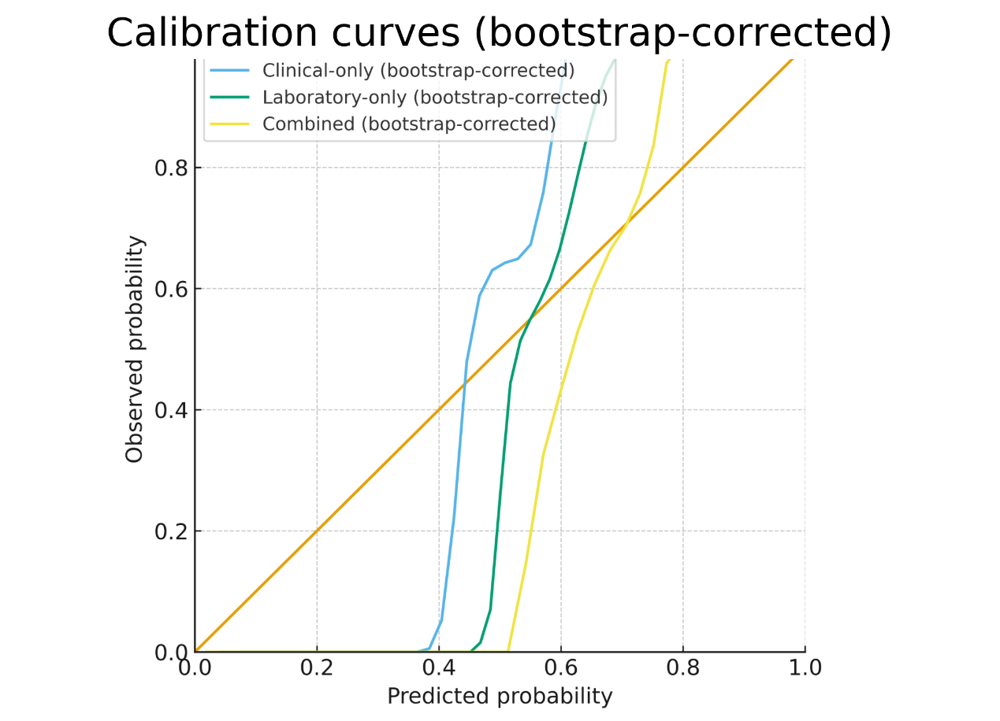 Calibration curves (bootstrap-corrected)
Clinical-only (bootstrap-corrected)
Laboratory-only (bootstrap-corrected)
Combined (bootstrap-corrected)
0.8
0.6
0.4
0.2
0.0
Observed probability
0.0 0.2 0.4 0.6 0.8 1.0
Predicted probability